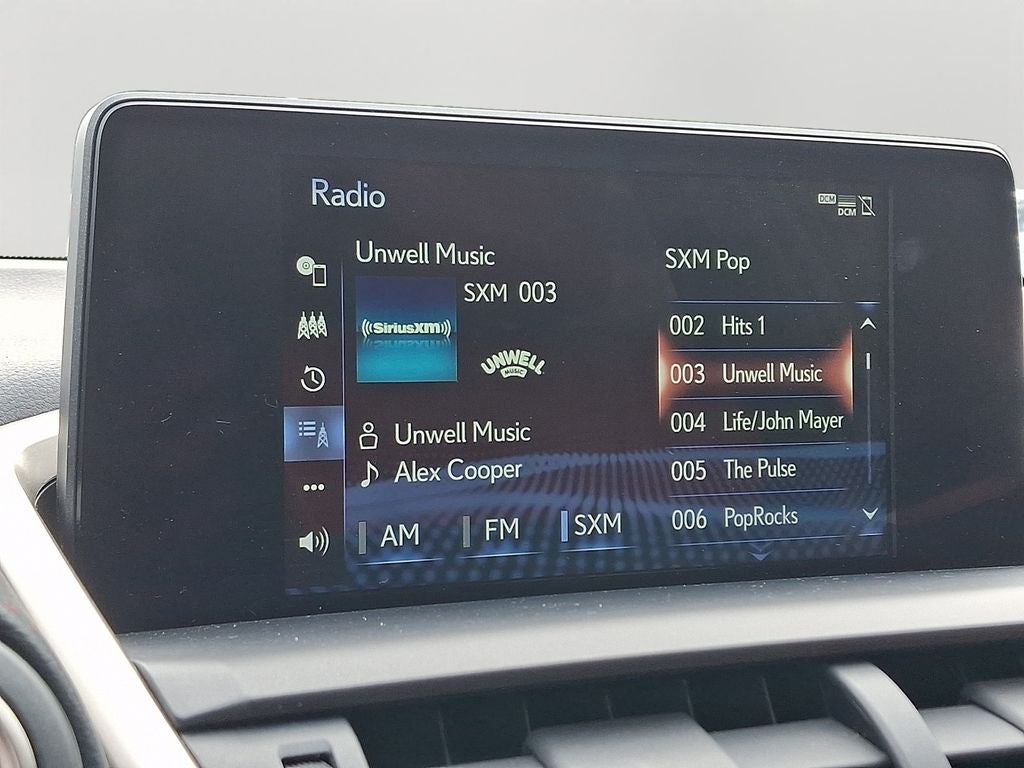 Radio
DCM
DCM
Unwell Music
SXM 003
((SiriusXM))
UNWELL
MUSIC
Unwell Music
Alex Cooper
AM
FM
SXM
SXM Pop
002 Hits 1
003 Unwell Music
004 Life/John Mayer
005 The Pulse
006 PopRocks